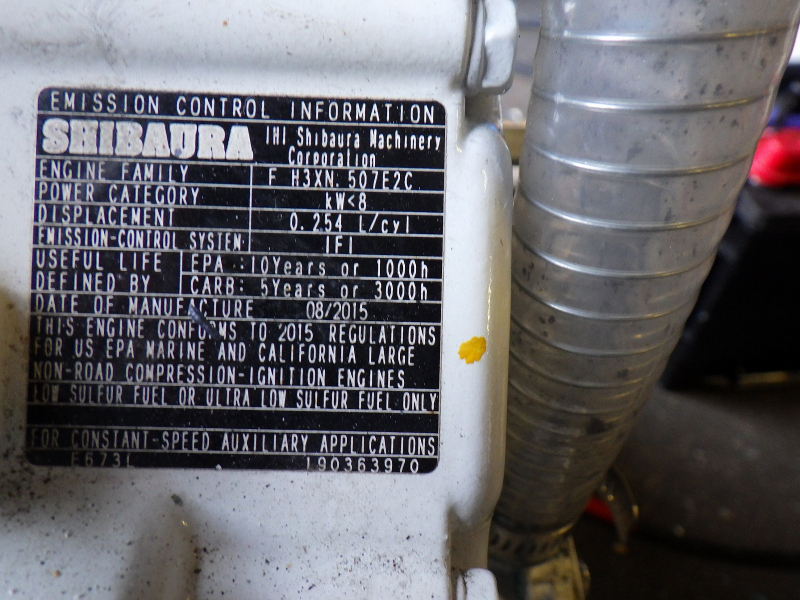 EMISSION CONTROL INFORMATION
SHIBAURA IHI Shibaura Machinery
Corporation
ENGINE FAMILY F H3XN.507E2C
POWER CATEGORY kW<8
DISPLACEMENT 0.254 L/cyl
EMISSION-CONTROL SYSTEM IFI
USEFUL LIFE EPA :10Years or 1000h
DEFINED BY CARB: 5Years or 3000h
DATE OF MANUFACTURE 08/2015
THIS ENGINE CONFORMS TO 2015 REGULATIONS
FOR US EPA MARINE AND CALIFORNIA LARGE
NON-ROAD COMPRESSION-IGNITION ENGINES
LOW SULFUR FUEL OR ULTRA LOW SULFUR FUEL ONLY
FOR CONSTANT-SPEED AUXILIARY APPLICATIONS
E673L 190363970